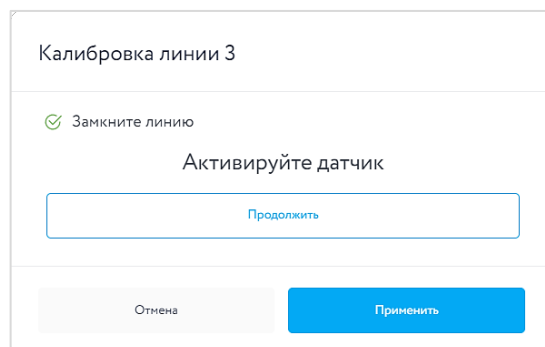 Калибровка линии 3
Замкните линию
Активируйте датчик
Продолжить
Отмена
Применить